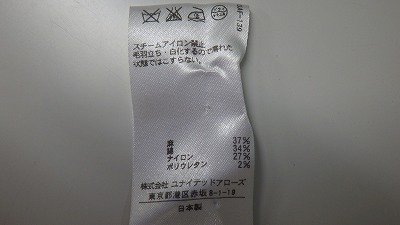 スチームアイロン禁止
毛羽立ち・白化するので濡れた
状態ではこすらない。
麻 37%
綿 34%
ナイロン 27%
ポリウレタン 2%
株式会社 ユナイテッドアローズ
東京都港区赤坂8-1-19
日本製